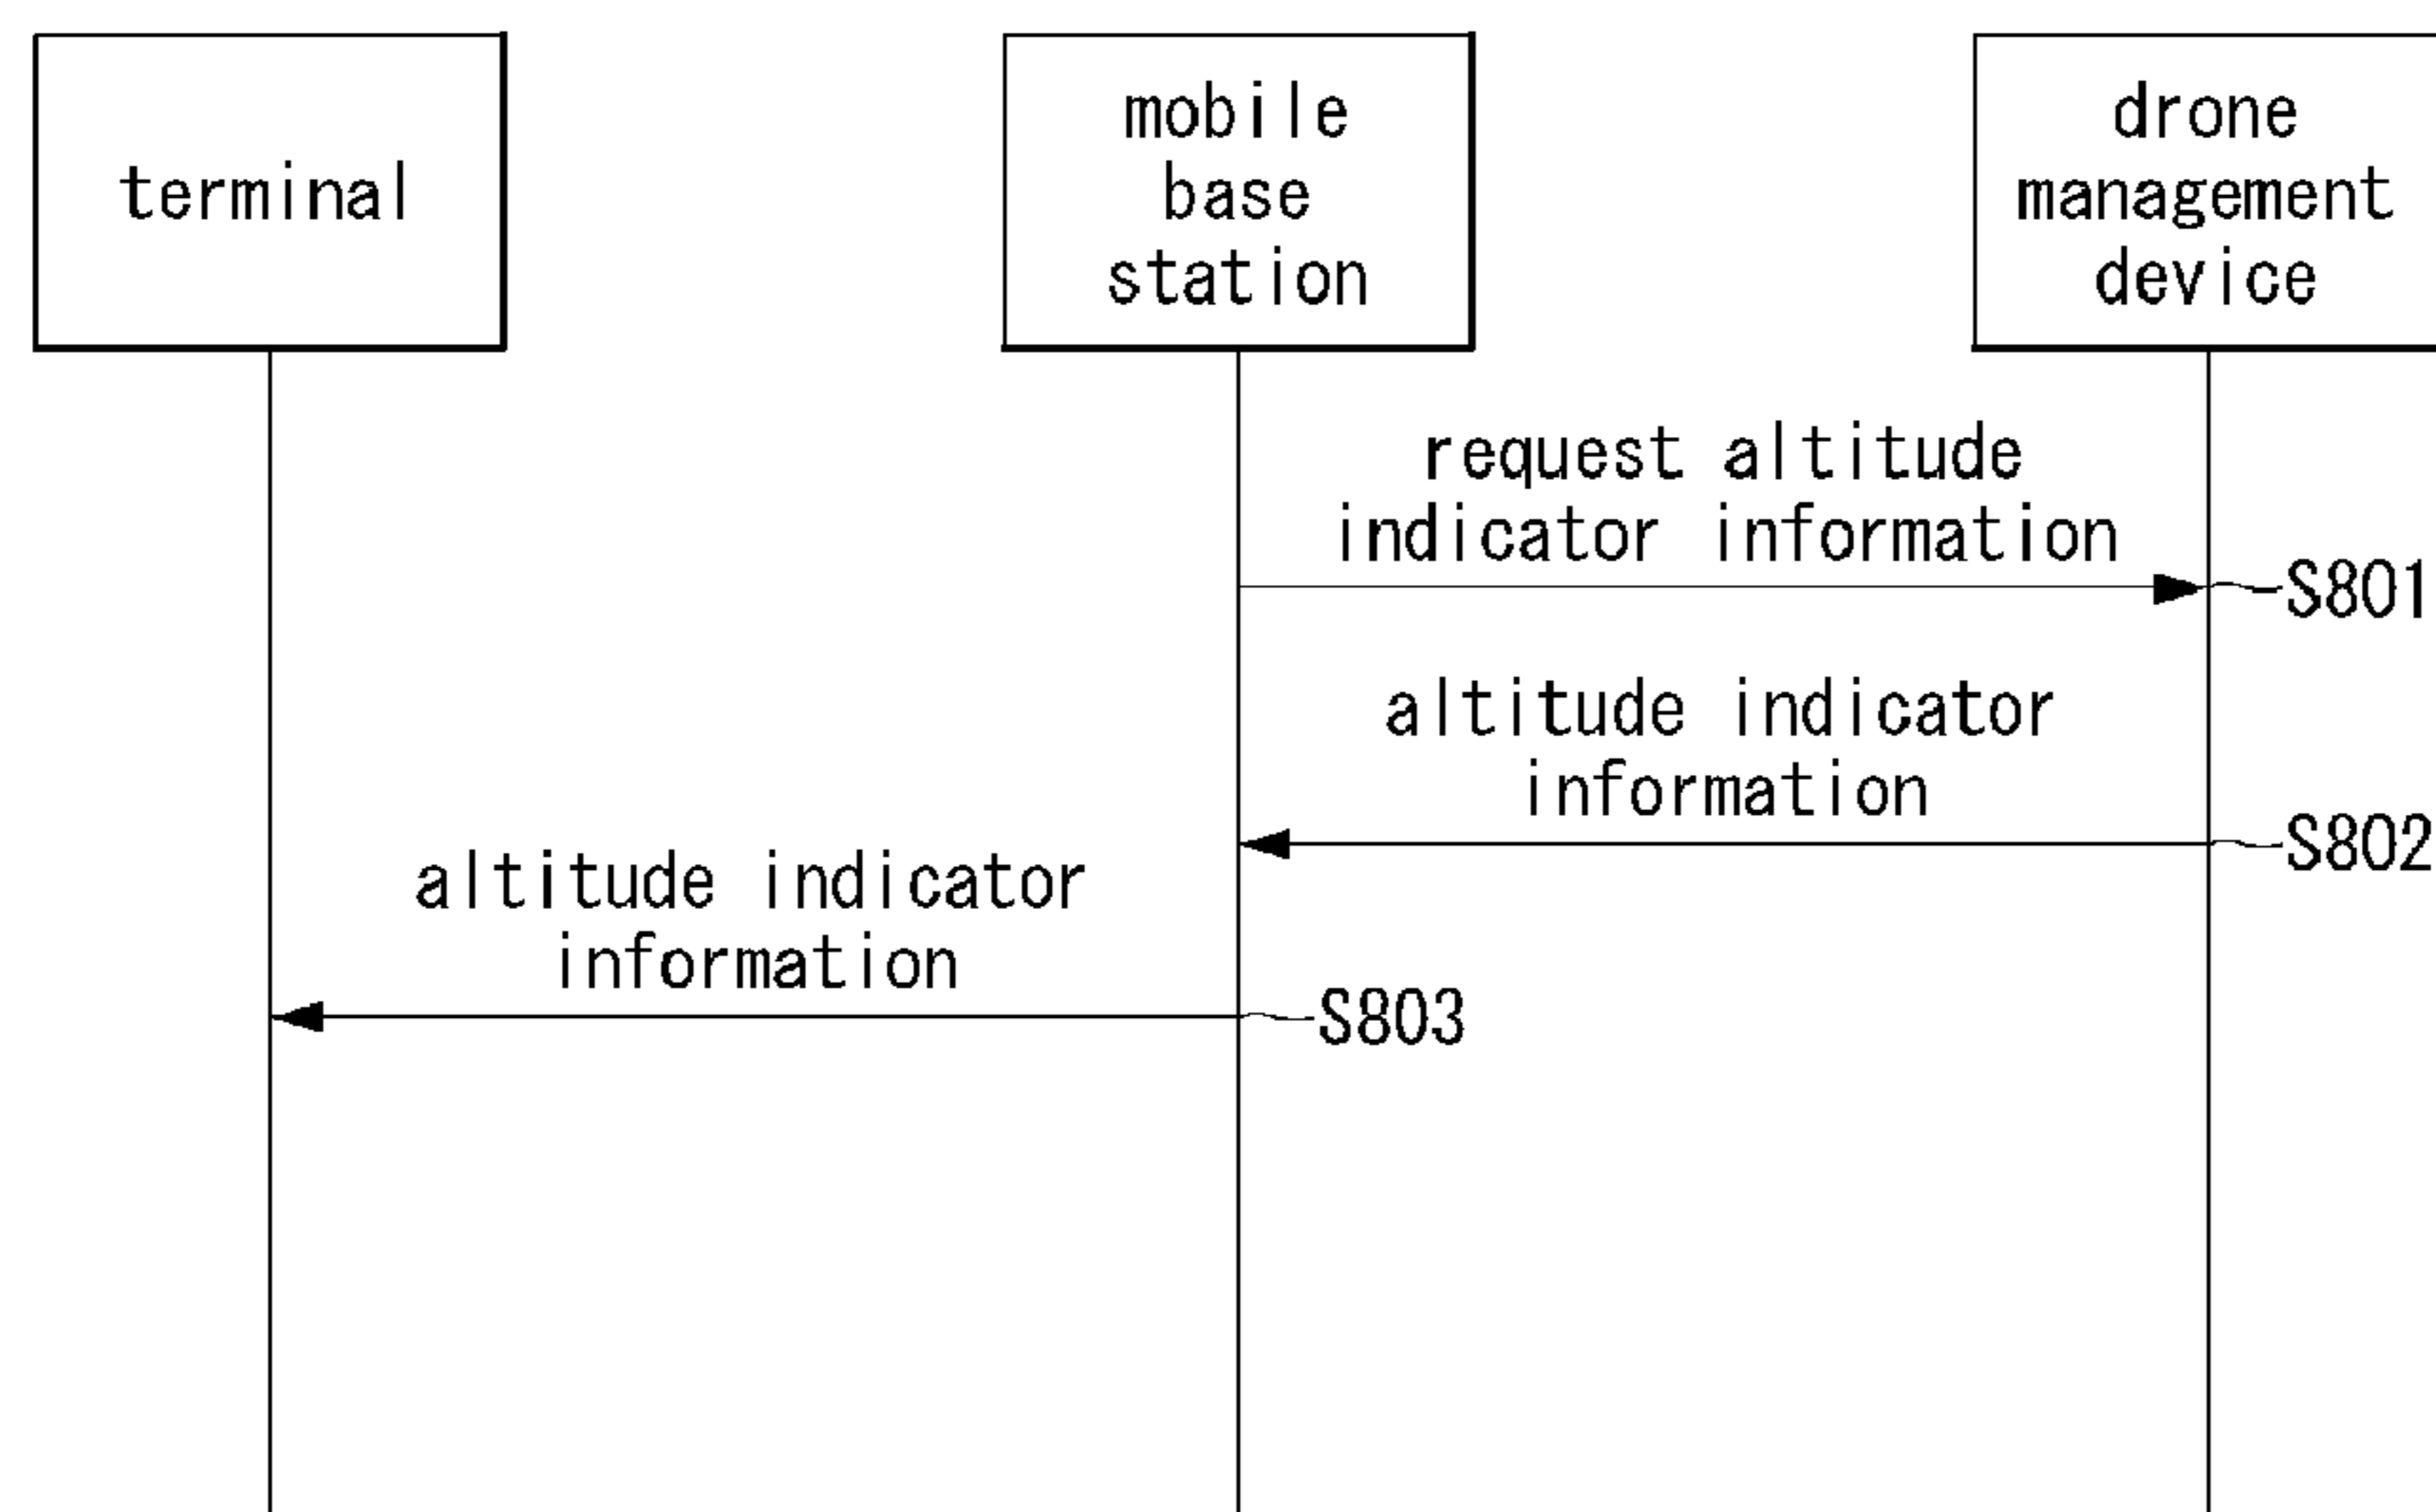 terminal
mobile
base
station
drone
management
device
request altitude
indicator information
S801
altitude indicator
information
S802
altitude indicator
information
S803